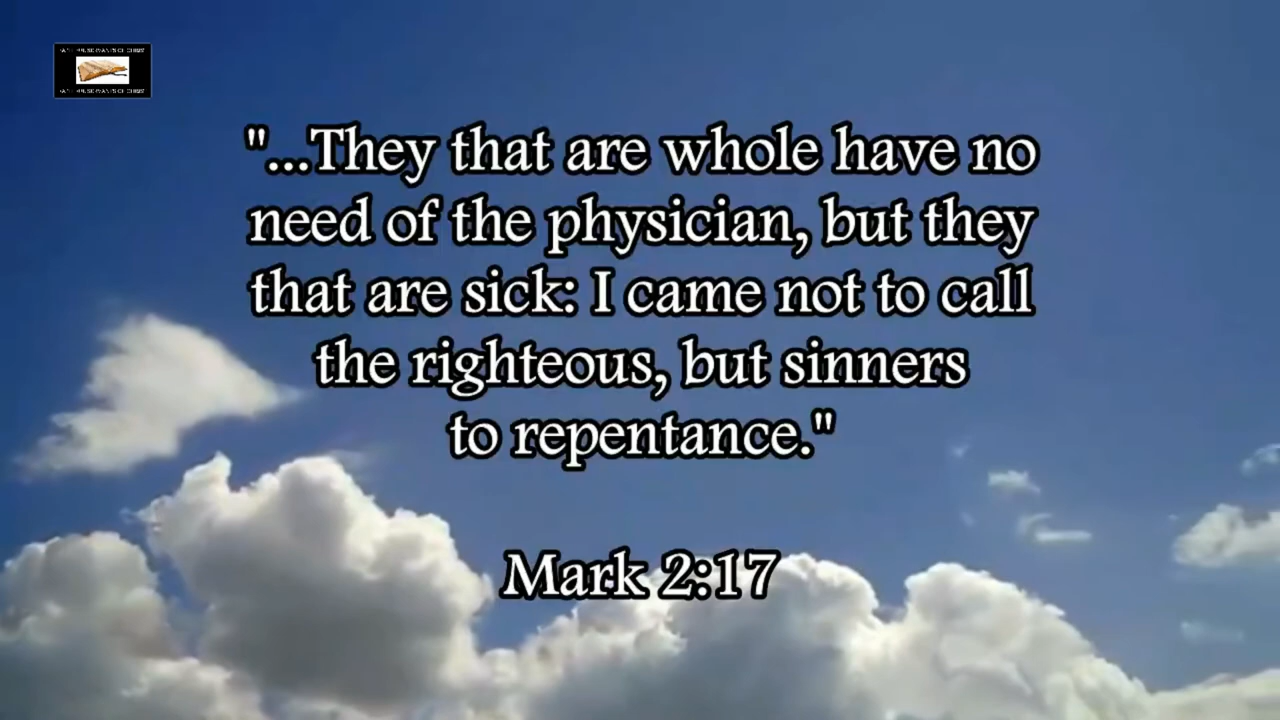 "...They that are whole have no
need of the physician, but they
that are sick: I came not to call
the righteous, but sinners
to repentance."
Mark 2:17